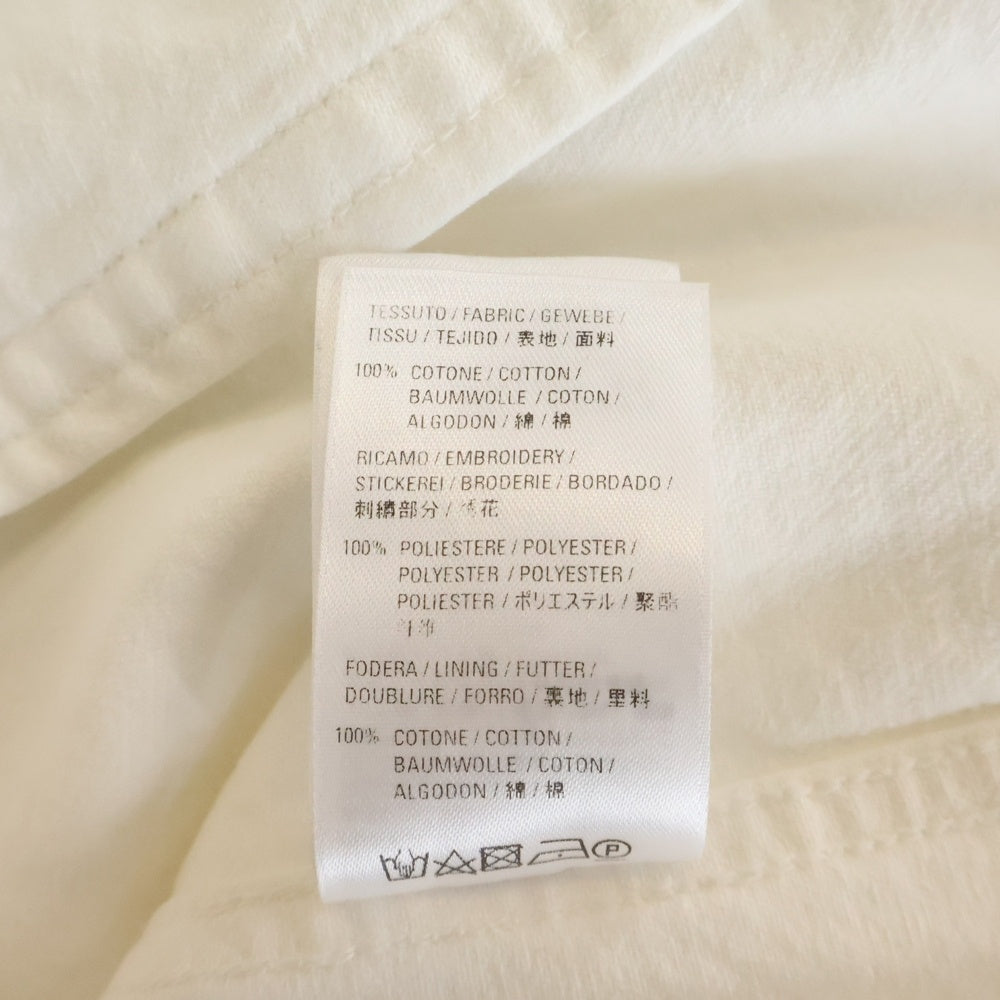 TESSUTO / FABRIC / GEWEBE /
TISSU / TEJIDO / 表地 / 面料
100% COTONE / COTTON /
BAUMWOLLE / COTON /
ALGODON / 綿 / 棉
RICAMO / EMBROIDERY /
STICKEREI / BRODERIE / BORDADO /
刺繍部分 / 绣花
100% POLIESTERE / POLYESTER /
POLYESTER / POLYESTER /
POLIESTER / ポリエステル / 聚酯
FODERA / LINING / FUTTER /
DOUBLURE / FORRO / 裏地 / 里料
100% COTONE / COTTON /
BAUMWOLLE / COTON /
ALGODON / 綿 / 棉
P